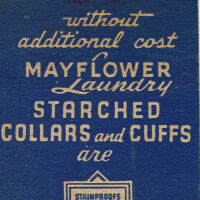 without
additional cost
MAYFLOWER
Laundry
STARCHED
COLLARS and CUFFS
are
STAINPROOFS